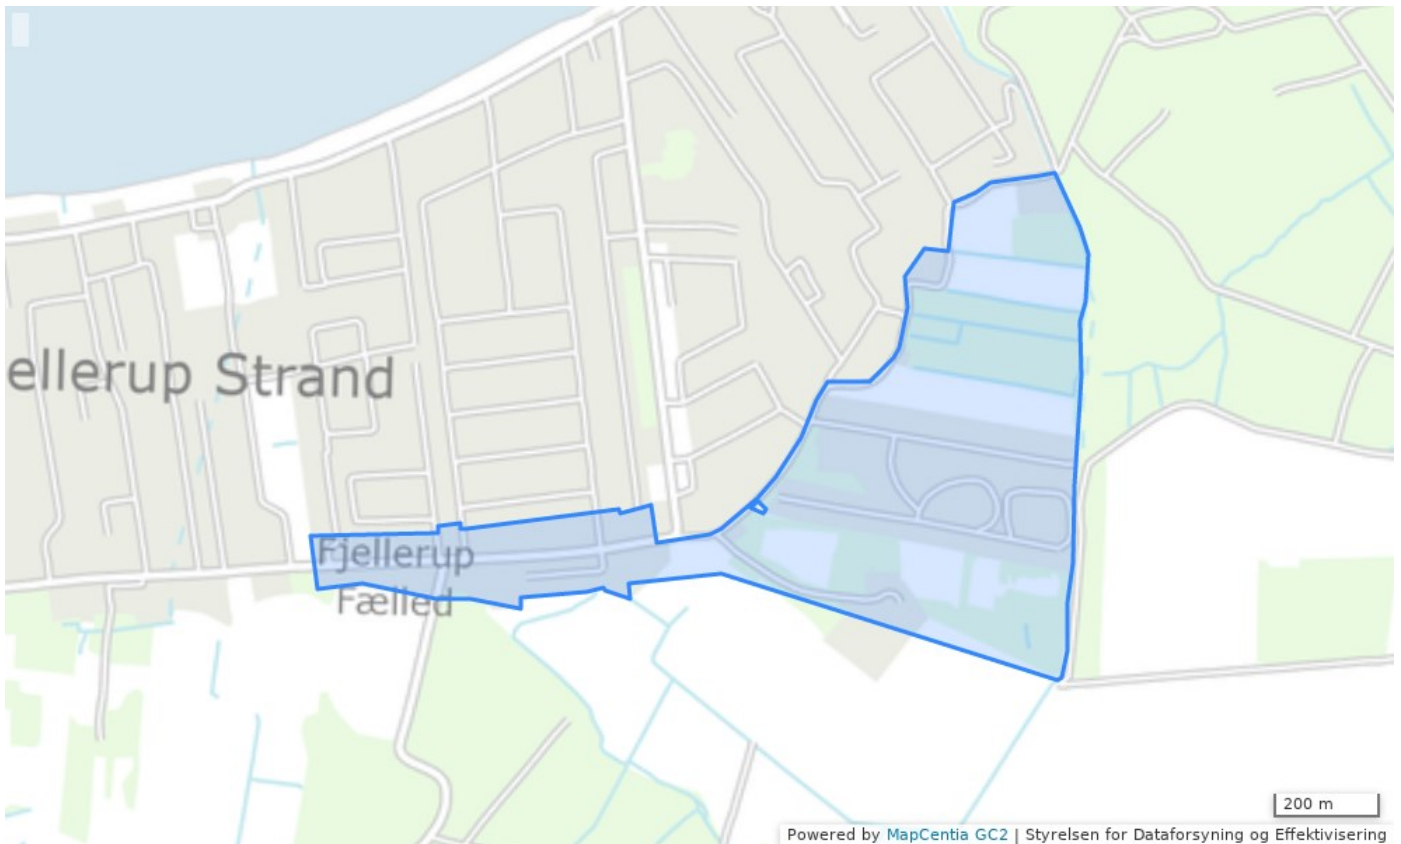 ellerup Strand
Fjellerup
Fælled
200 m
Powered by MapCentia GC2 | Styrelsen for Dataforsyning og Effektivisering